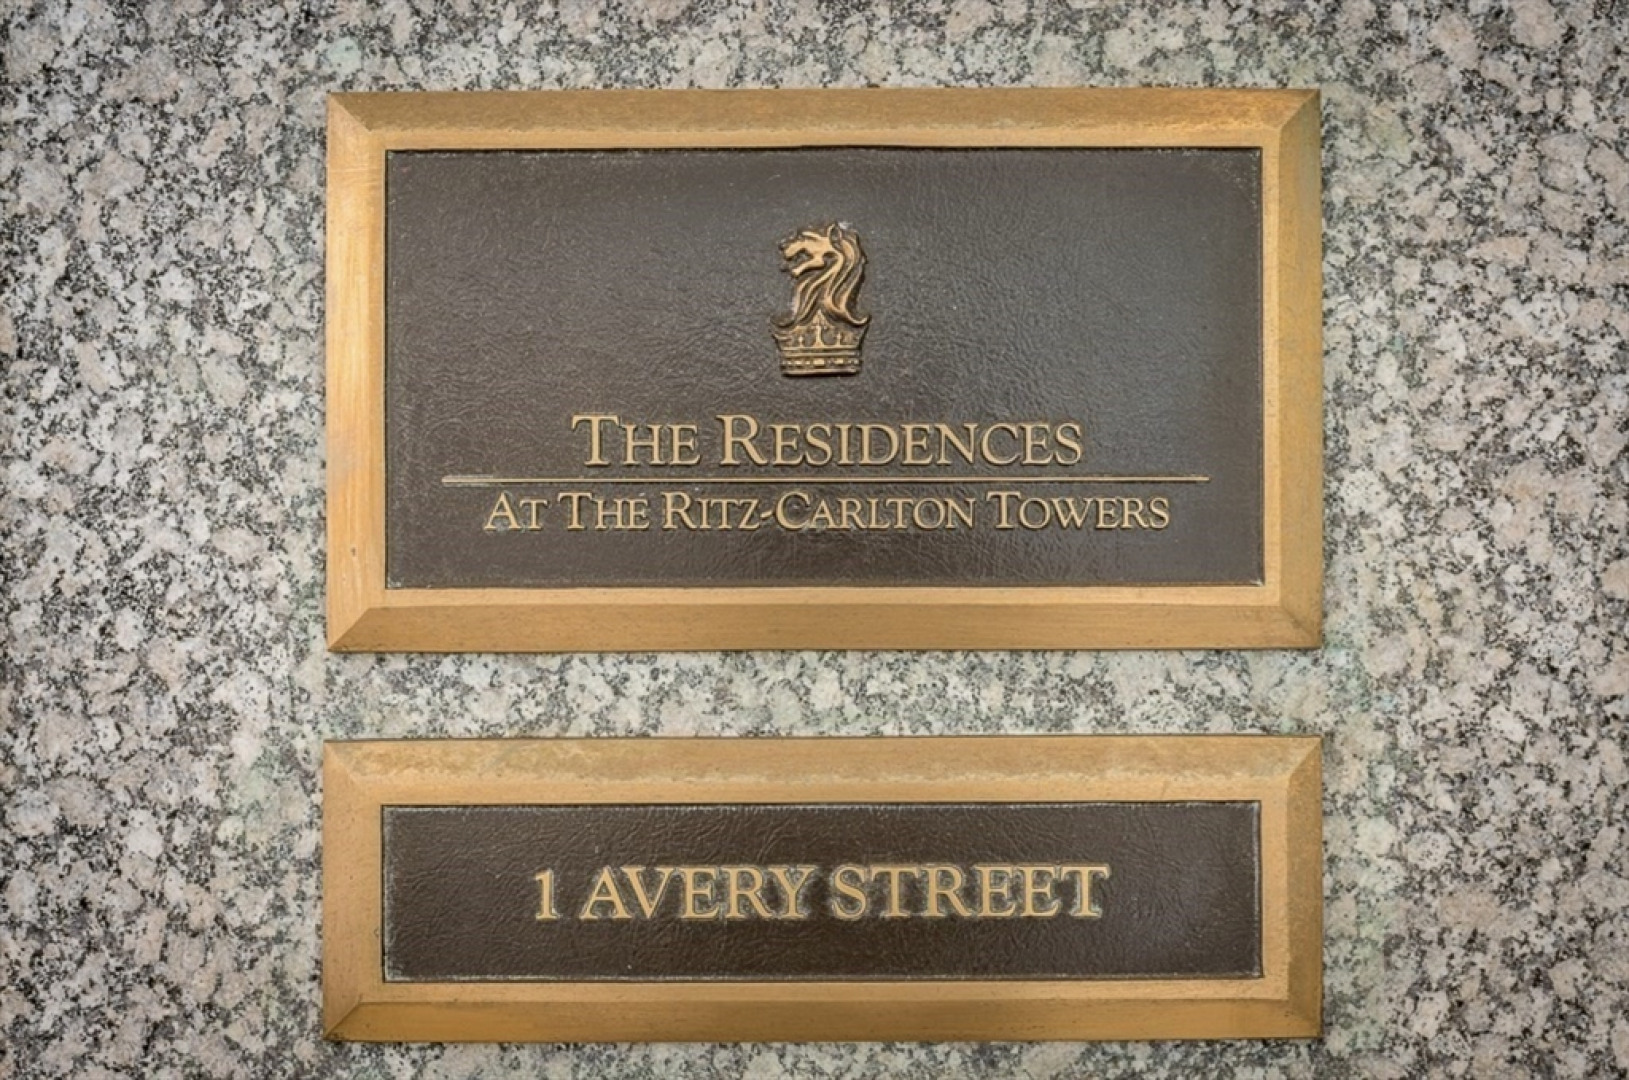 THE RESIDENCES
AT THE RITZ-CARLTON TOWERS
1 AVERY STREET